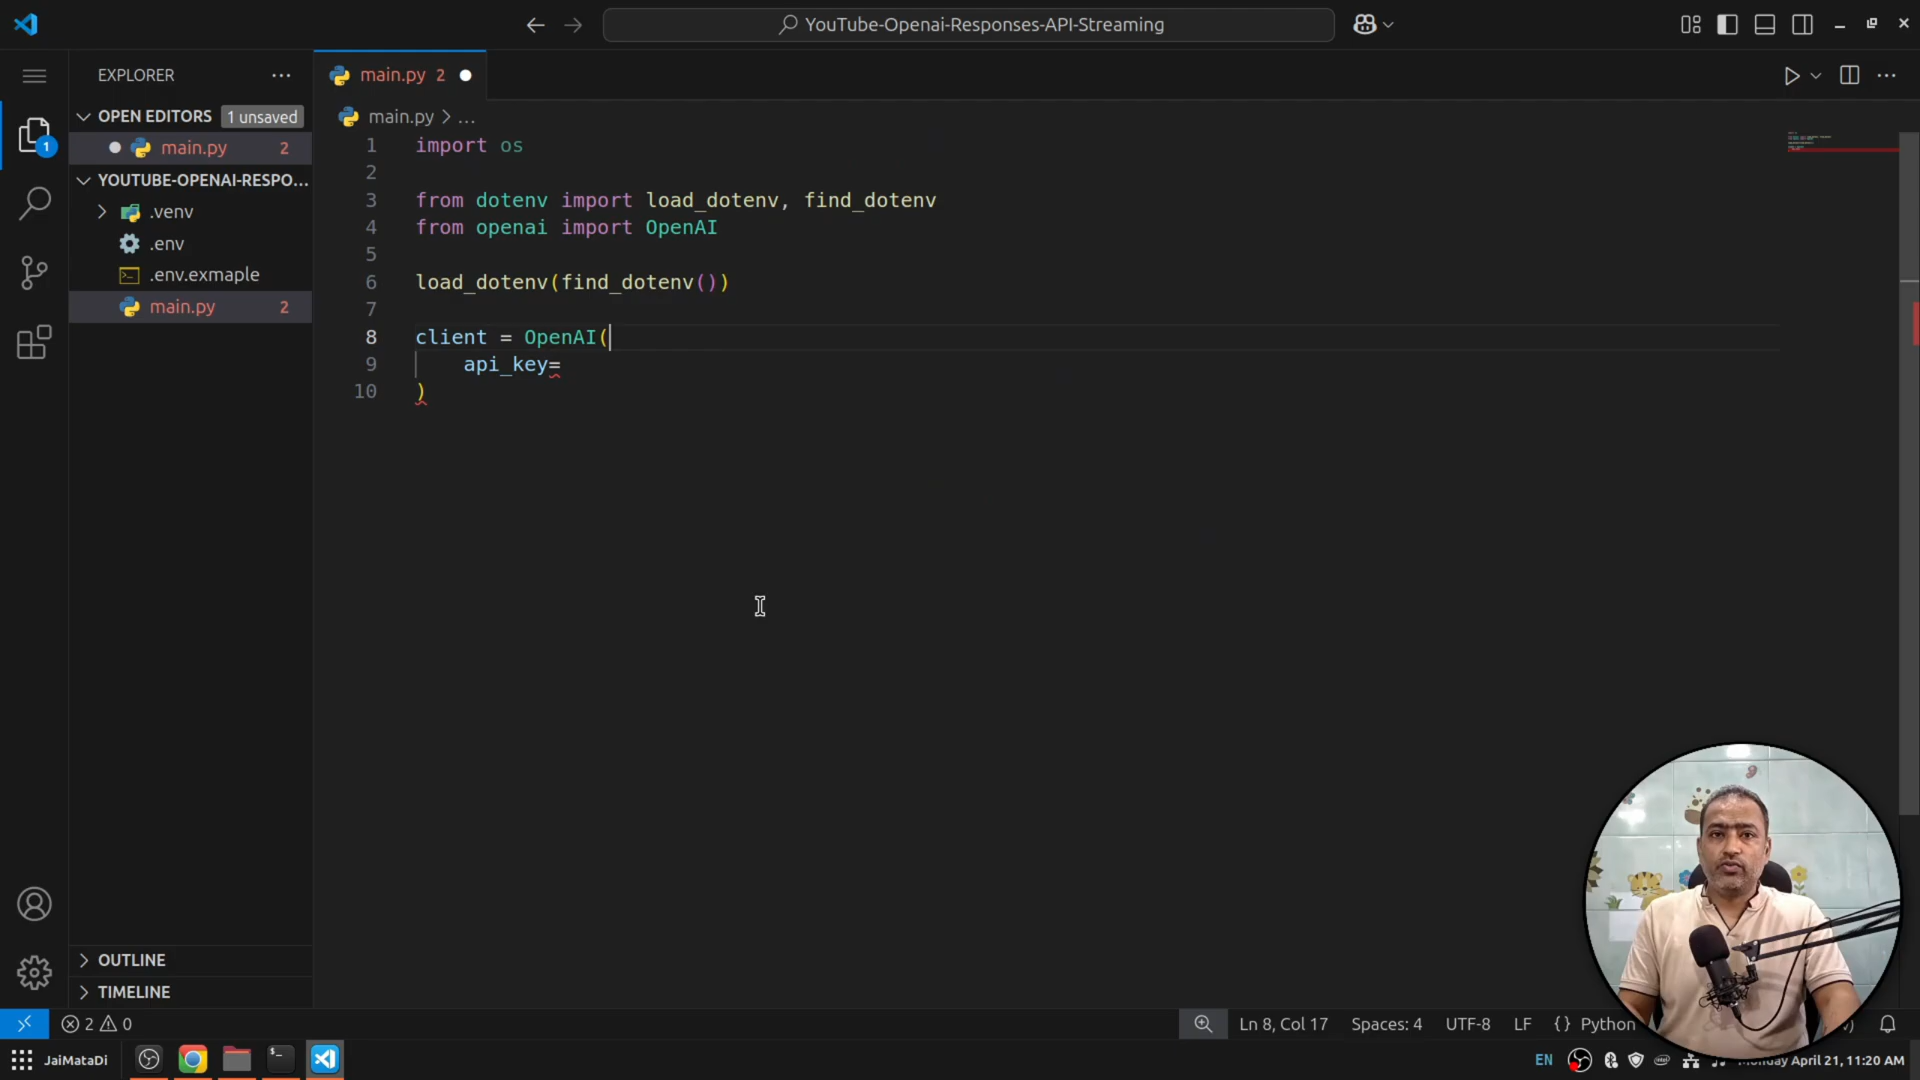 YouTube-Openai-Responses-API-Streaming
EXPLORER
OPEN EDITORS 1 unsaved
main.py 2
YOUTUBE-OPENAI-RESPO...
.venv
.env
.env.exmaple
main.py 2
OUTLINE
TIMELINE
1
main.py 2
main.py > ...
1 import os
2
3 from dotenv import load_dotenv, find_dotenv
4 from openai import OpenAI
5
6 load_dotenv(find_dotenv())
7
8 client = OpenAI(
9 api_key=
10 )
2 0
Ln 8, Col 17 Spaces: 4 UTF-8 LF {} Python
JaiMataDi
EN
Monday April 21, 11:20 AM